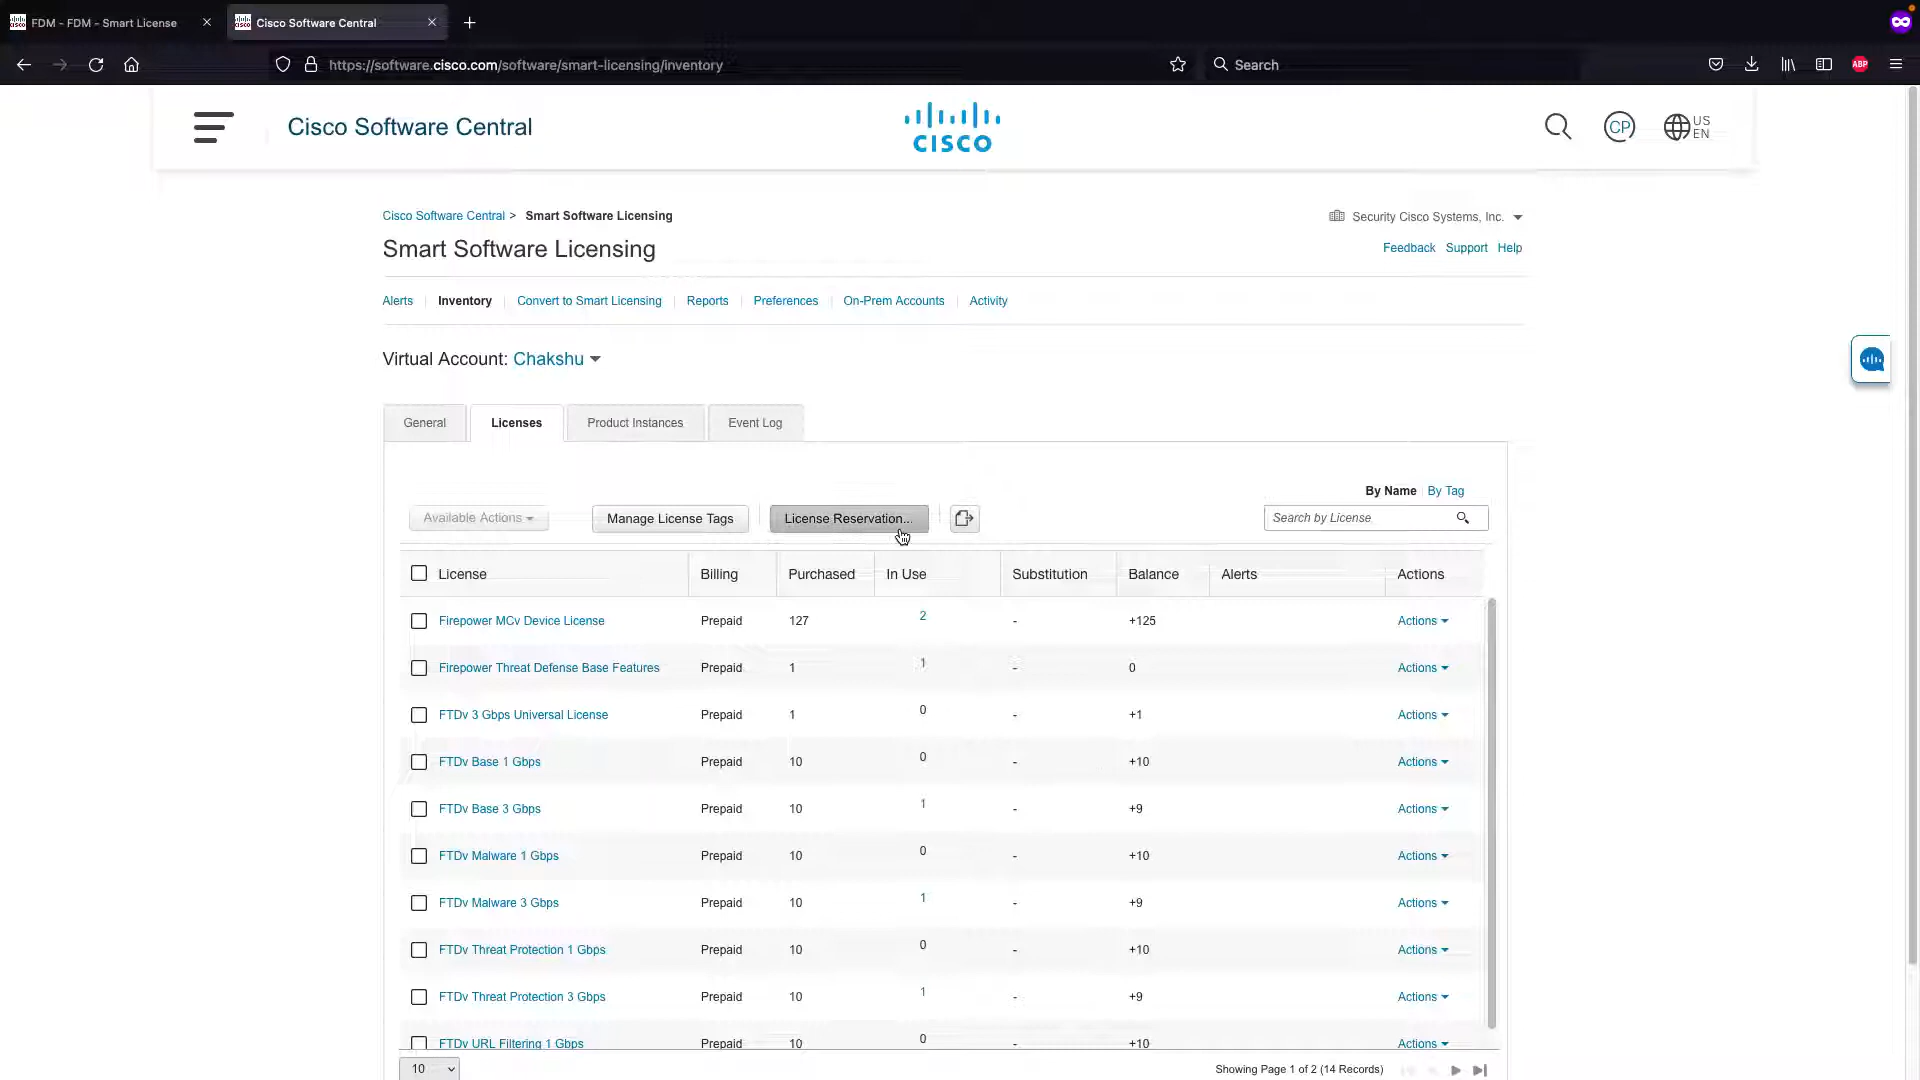 FDM - FDM - Smart License
Cisco Software Central
https://software.cisco.com/software/smart-licensing/inventory
Search
ABP
Cisco Software Central
CISCO
CP
US
EN
Cisco Software Central > Smart Software Licensing
Security Cisco Systems, Inc.
Smart Software Licensing
Feedback Support Help
Alerts Inventory Convert to Smart Licensing Reports Preferences On-Prem Accounts Activity
Virtual Account: Chakshu
General Licenses Product Instances Event Log
By Name By Tag
Available Actions Manage License Tags License Reservation... Search by License
License Billing Purchased In Use Substitution Balance Alerts Actions
Firepower MCv Device License Prepaid 127 2 - +125 Actions
Firepower Threat Defense Base Features Prepaid 1 1 - 0 Actions
FTDv 3 Gbps Universal License Prepaid 1 0 - +1 Actions
FTDv Base 1 Gbps Prepaid 10 0 - +10 Actions
FTDv Base 3 Gbps Prepaid 10 1 - +9 Actions
FTDv Malware 1 Gbps Prepaid 10 0 - +10 Actions
FTDv Malware 3 Gbps Prepaid 10 1 - +9 Actions
FTDv Threat Protection 1 Gbps Prepaid 10 0 - +10 Actions
FTDv Threat Protection 3 Gbps Prepaid 10 1 - +9 Actions
FTDv URL Filtering 1 Gbps Prepaid 10 0 - +10 Actions
10 Showing Page 1 of 2 (14 Records)